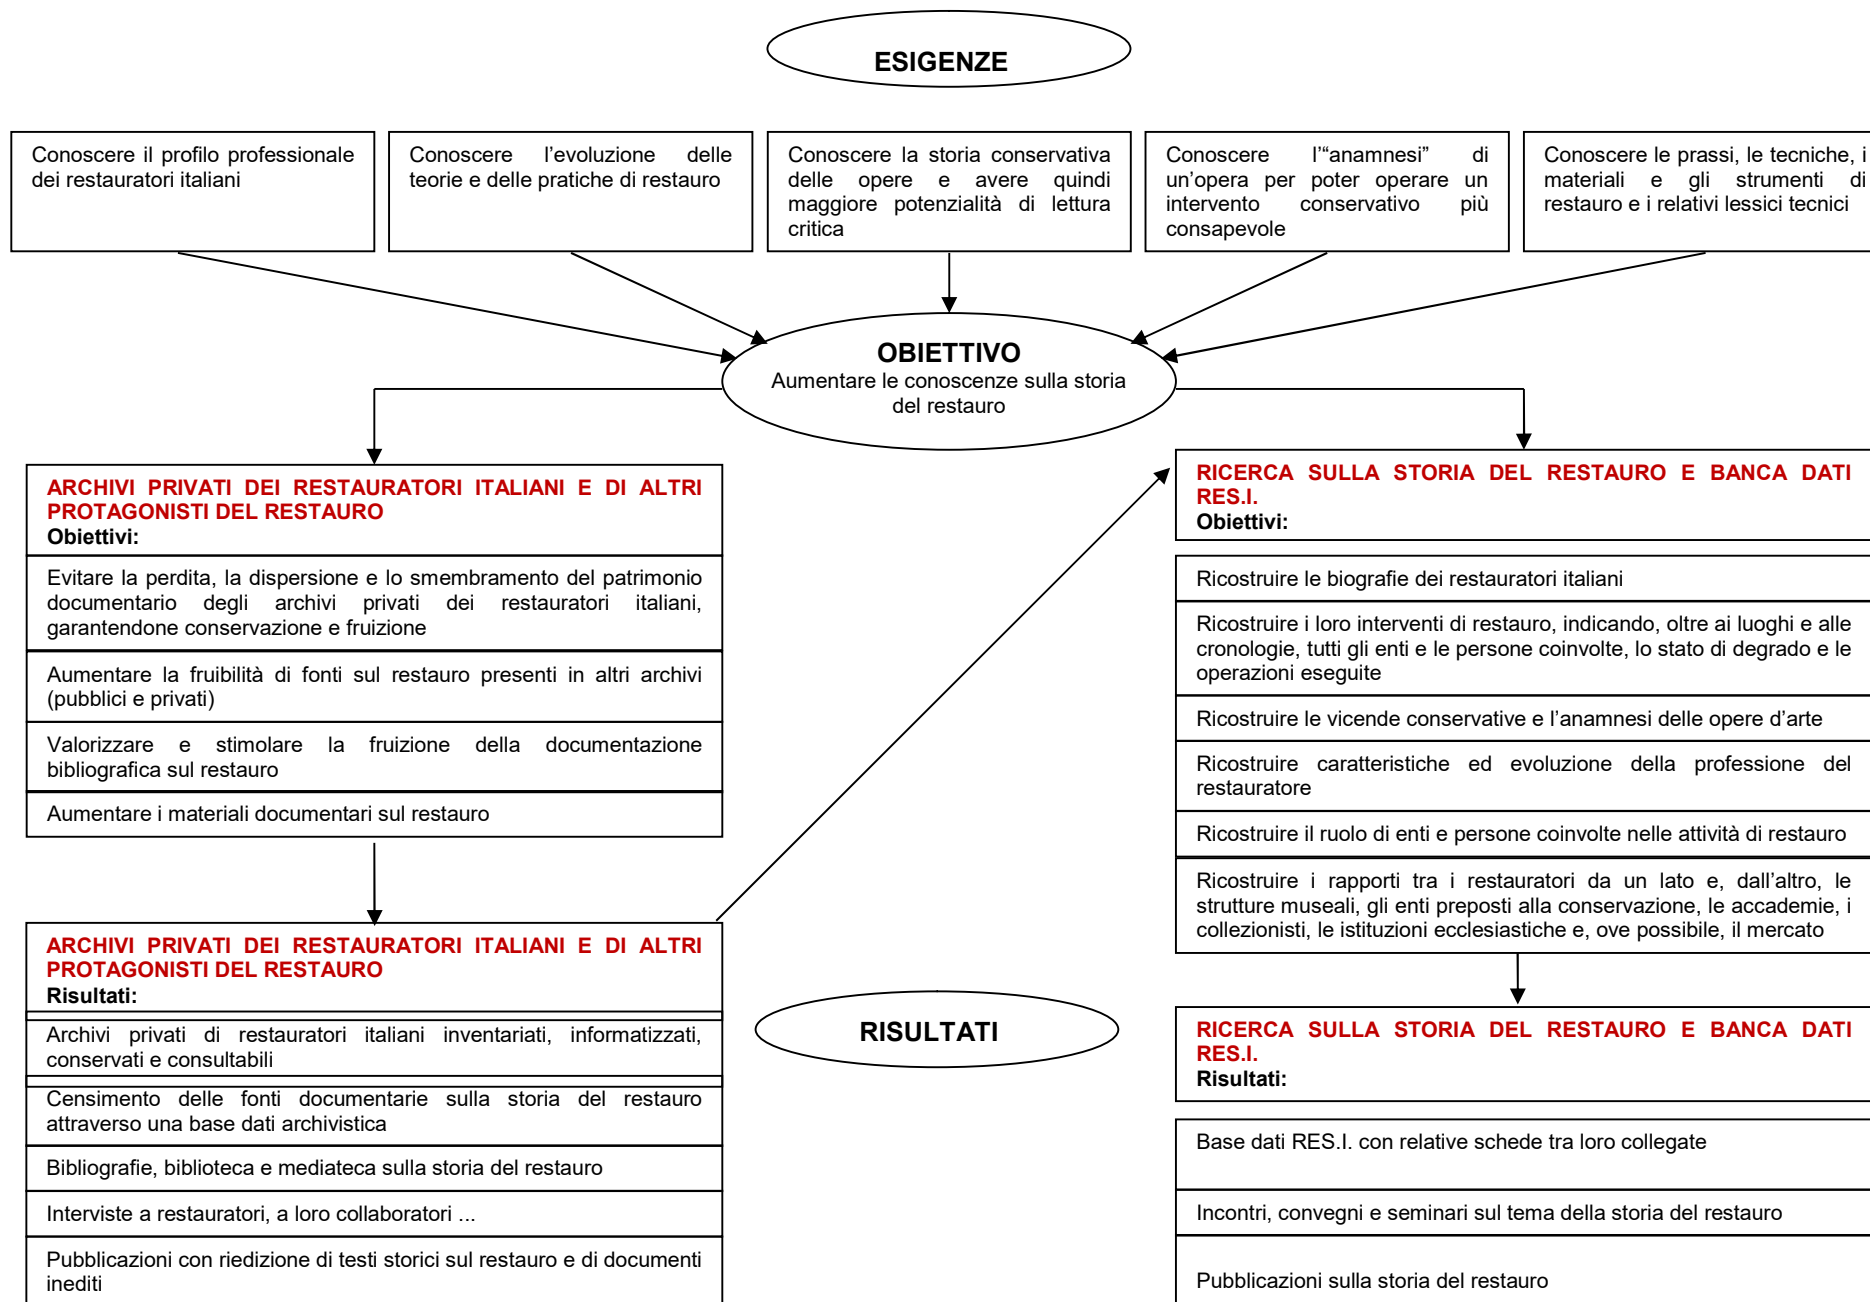 ESIGENZE
Conoscere il profilo professionale
dei restauratori italiani
Conoscere l'evoluzione delle
teorie e delle pratiche di restauro
Conoscere la storia conservativa
delle opere e avere quindi
maggiore potenzialità di lettura
critica
Conoscere l'“anamnesi” di
un'opera per poter operare un
intervento conservativo più
consapevole
Conoscere le prassi, le tecniche, i
materiali e gli strumenti di
restauro e i relativi lessici tecnici
OBIETTIVO
Aumentare le conoscenze sulla storia
del restauro
ARCHIVI PRIVATI DEI RESTAURATORI ITALIANI E DI ALTRI
PROTAGONISTI DEL RESTAURO
Obiettivi:
Evitare la perdita, la dispersione e lo smembramento del patrimonio
documentario degli archivi privati dei restauratori italiani,
garantendone conservazione e fruizione
Aumentare la fruibilità di fonti sul restauro presenti in altri archivi
(pubblici e privati)
Valorizzare e stimolare la fruizione della documentazione
bibliografica sul restauro
Aumentare i materiali documentari sul restauro
RICERCA SULLA STORIA DEL RESTAURO E BANCA DATI
RES.I.
Obiettivi:
Ricostruire le biografie dei restauratori italiani
Ricostruire i loro interventi di restauro, indicando, oltre ai luoghi e alle
cronologie, tutti gli enti e le persone coinvolte, lo stato di degrado e le
operazioni eseguite
Ricostruire le vicende conservative e l'anamnesi delle opere d'arte
Ricostruire caratteristiche ed evoluzione della professione del
restauratore
Ricostruire il ruolo di enti e persone coinvolte nelle attività di restauro
Ricostruire i rapporti tra i restauratori da un lato e, dall'altro, le
strutture museali, gli enti preposti alla conservazione, le accademie, i
collezionisti, le istituzioni ecclesiastiche e, ove possibile, il mercato
ARCHIVI PRIVATI DEI RESTAURATORI ITALIANI E DI ALTRI
PROTAGONISTI DEL RESTAURO
Risultati:
Archivi privati di restauratori italiani inventariati, informatizzati,
conservati e consultabili
Censimento delle fonti documentarie sulla storia del restauro
attraverso una base dati archivistica
Bibliografie, biblioteca e mediateca sulla storia del restauro
Interviste a restauratori, a loro collaboratori ...
Pubblicazioni con riedizione di testi storici sul restauro e di documenti
inediti
RISULTATI
RICERCA SULLA STORIA DEL RESTAURO E BANCA DATI
RES.I.
Risultati:
Base dati RES.I. con relative schede tra loro collegate
Incontri, convegni e seminari sul tema della storia del restauro
Pubblicazioni sulla storia del restauro